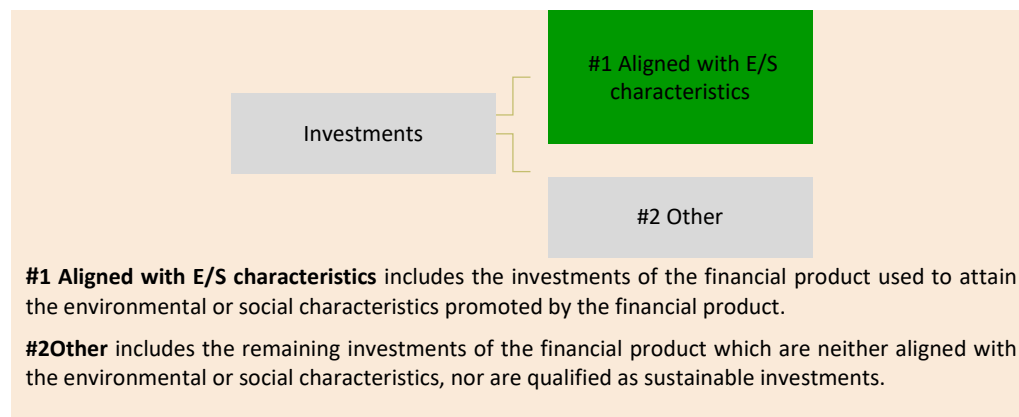 #1 Aligned with E/S
characteristics
Investments
#2 Other
#1 Aligned with E/S characteristics includes the investments of the financial product used to attain
the environmental or social characteristics promoted by the financial product.
#2Other includes the remaining investments of the financial product which are neither aligned with
the environmental or social characteristics, nor are qualified as sustainable investments.